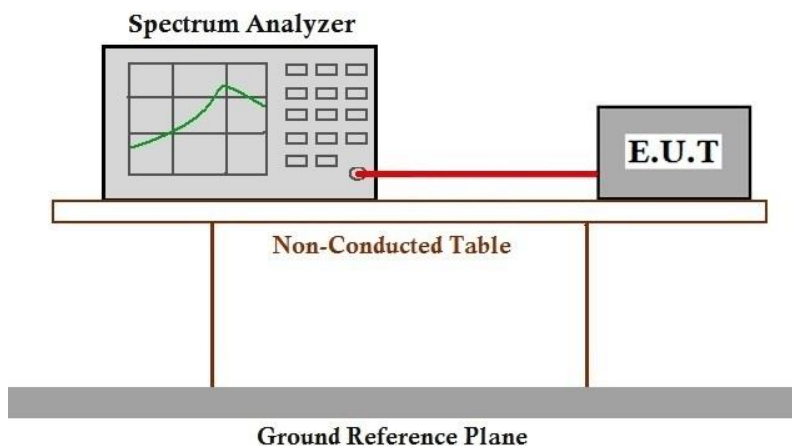 Spectrum Analyzer
E.U.T
Non-Conducted Table
Ground Reference Plane